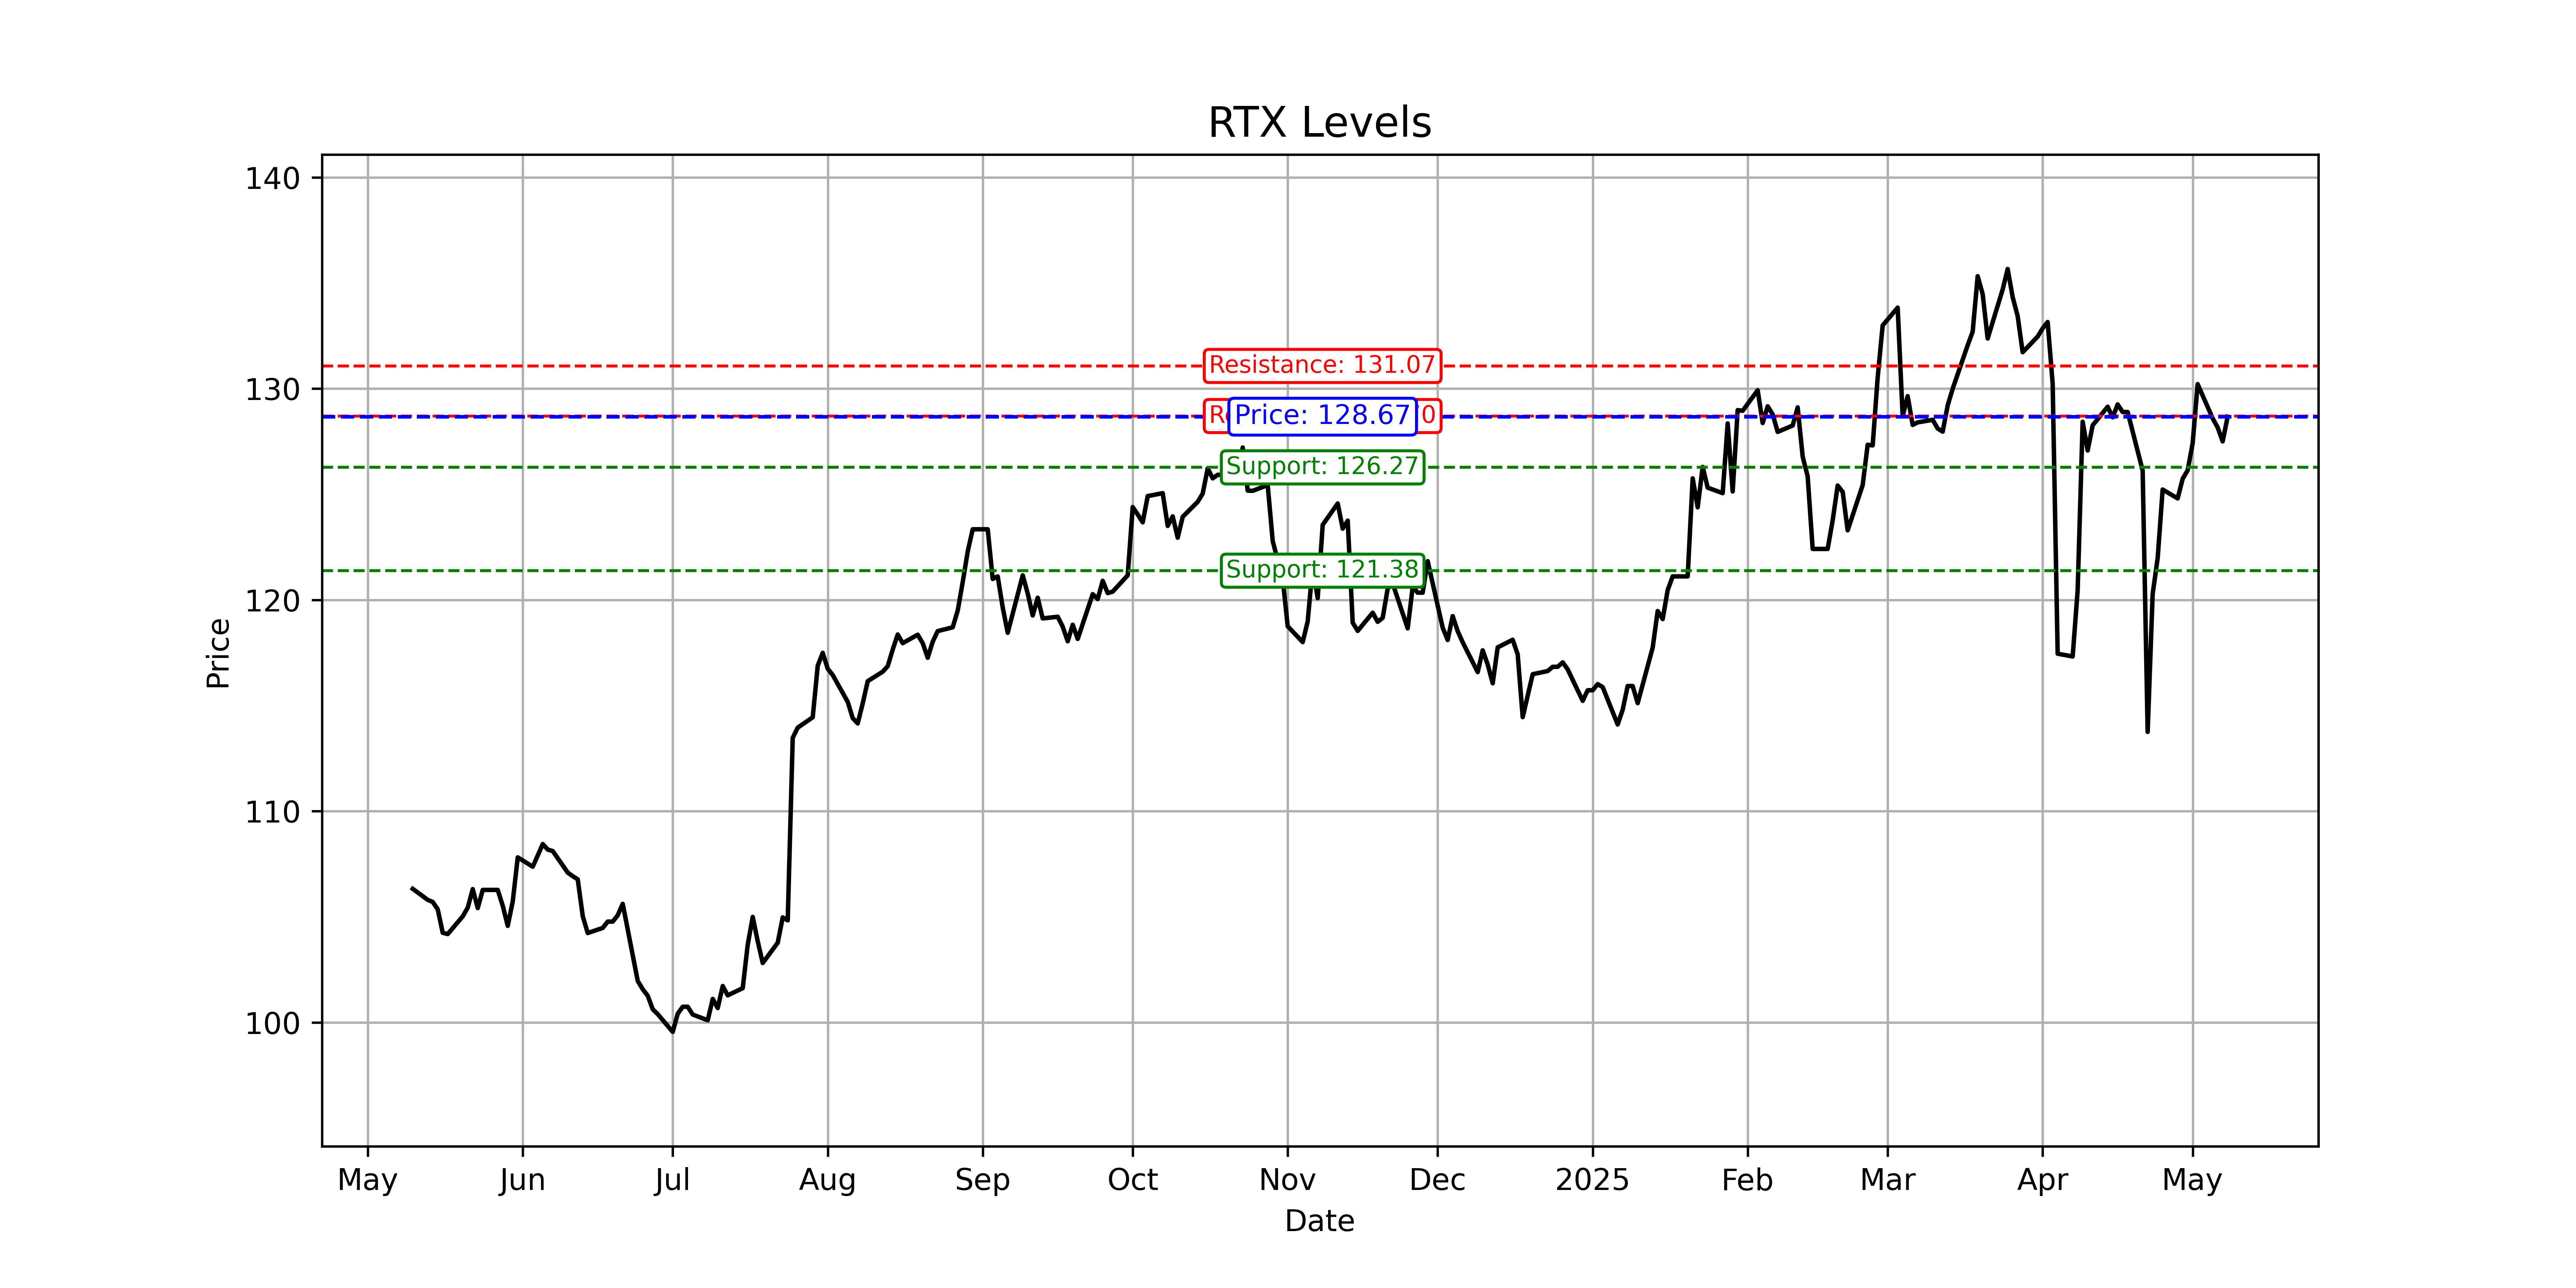 RTX Levels
140
130
120
110
100
Price
Resistance: 131.07
Price: 128.67
Support: 126.27
Support: 121.38
May Jun Jul Aug Sep Oct Nov Dec 2025 Feb Mar Apr May
Date